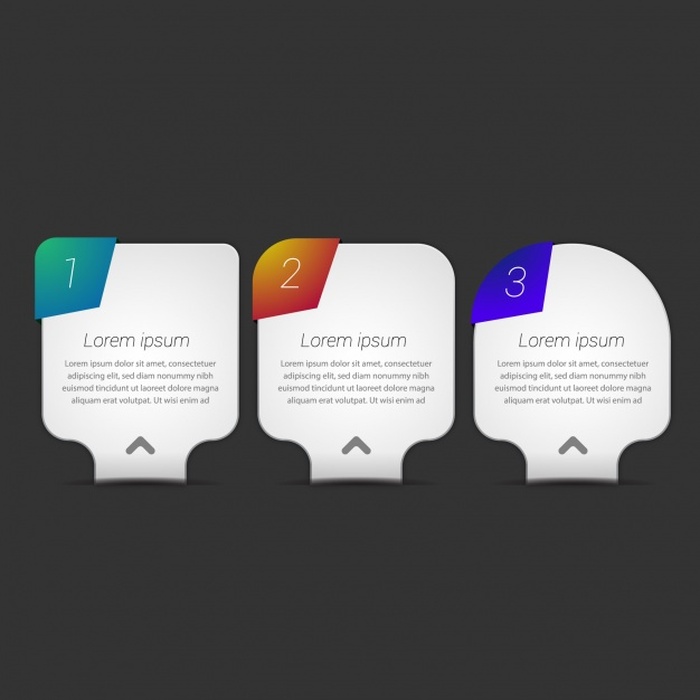 1
Lorem ipsum
Lorem ipsum dolor sit amet, consectetuer
adipiscing elit, sed diam nonummy nibh
euismod tincidunt ut laoreet dolore magna
aliquam erat volutpat. Ut wisi enim ad
2
Lorem ipsum
Lorem ipsum dolor sit amet, consectetuer
adipiscing elit, sed diam nonummy nibh
euismod tincidunt ut laoreet dolore magna
aliquam erat volutpat. Ut wisi enim ad
3
Lorem ipsum
Lorem ipsum dolor sit amet, consectetuer
adipiscing elit, sed diam nonummy nibh
euismod tincidunt ut laoreet dolore magna
aliquam erat volutpat. Ut wisi enim ad